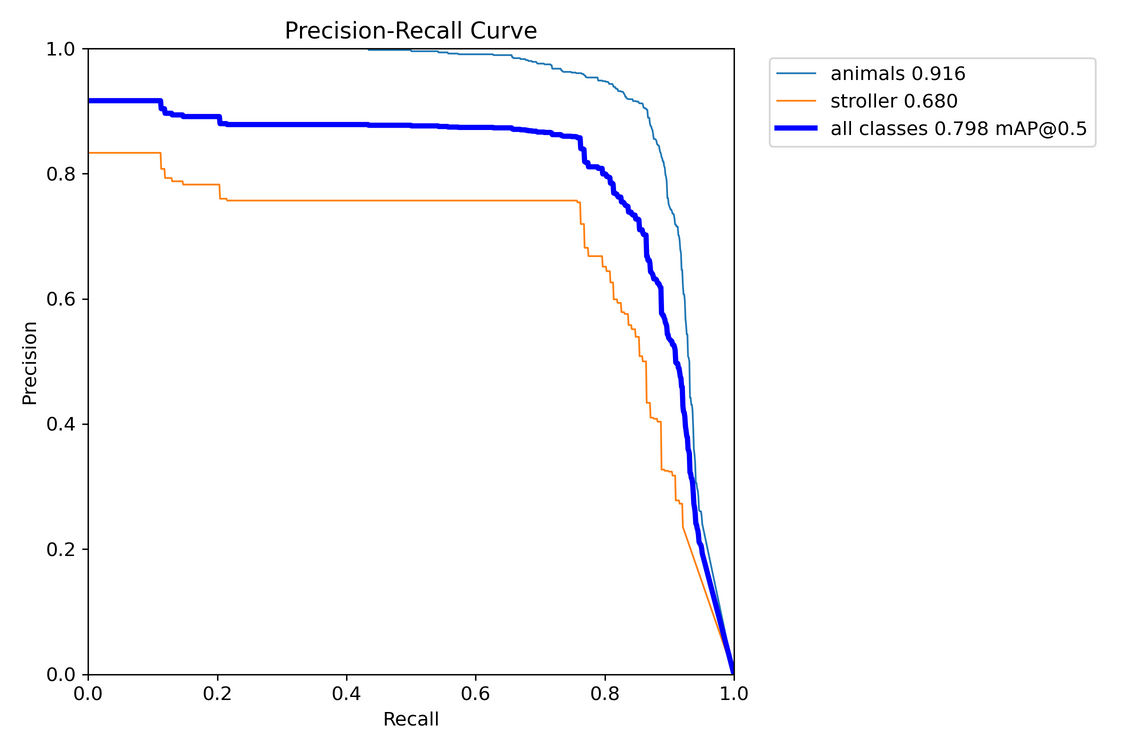 Precision-Recall Curve
1.0
0.8
0.6
0.4
0.2
0.0
Precision
0.0 0.2 0.4 0.6 0.8 1.0
Recall
animals 0.916
stroller 0.680
all classes 0.798 mAP@0.5